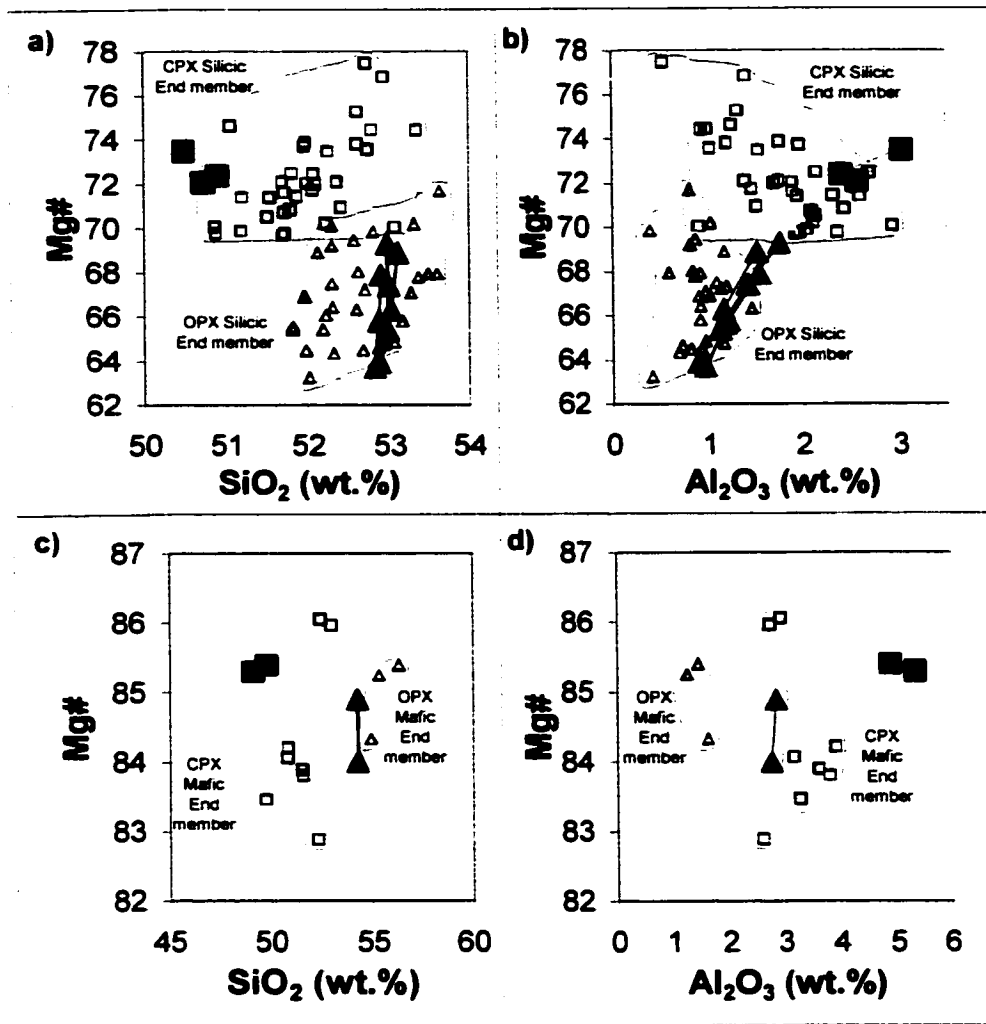 a)
Mg#
78
76
74
72
70
68
66
64
62
CPX Silicic
End member
OPX Silicic
End member
50 51 52 53 54
SiO₂ (wt.%)
b)
Mg#
78
76
74
72
70
68
66
64
62
CPX Silicic
End member
OPX Silicic
End member
0 1 2 3
Al₂O₃ (wt.%)
c)
Mg#
87
86
85
84
83
82
OPX
Mafic
End
member
CPX
Mafic
End
member
45 50 55 60
SiO₂ (wt.%)
d)
Mg#
87
86
85
84
83
82
OPX
Mafic
End
member
CPX
Mafic
End
member
0 1 2 3 4 5 6
Al₂O₃ (wt.%)